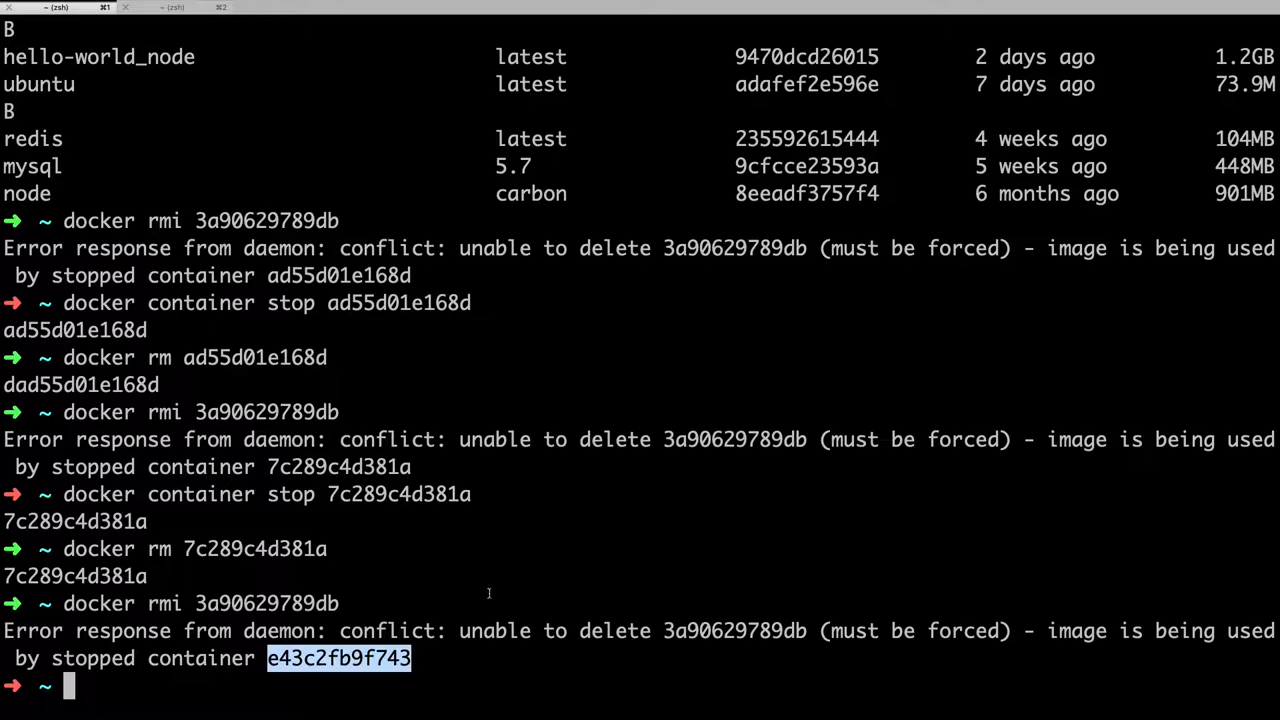 ~ (zsh) ⌘1 ~ (zsh) ⌘2
B
hello-world_node latest 9470dcd26015 2 days ago 1.2GB
ubuntu latest adafef2e596e 7 days ago 73.9M
B
redis latest 235592615444 4 weeks ago 104MB
mysql 5.7 9cfcce23593a 5 weeks ago 448MB
node carbon 8eeadf3757f4 6 months ago 901MB
➜ ~ docker rmi 3a90629789db
Error response from daemon: conflict: unable to delete 3a90629789db (must be forced) - image is being used
by stopped container ad55d01e168d
➜ ~ docker container stop ad55d01e168d
ad55d01e168d
➜ ~ docker rm ad55d01e168d
dad55d01e168d
➜ ~ docker rmi 3a90629789db
Error response from daemon: conflict: unable to delete 3a90629789db (must be forced) - image is being used
by stopped container 7c289c4d381a
➜ ~ docker container stop 7c289c4d381a
7c289c4d381a
➜ ~ docker rm 7c289c4d381a
7c289c4d381a
➜ ~ docker rmi 3a90629789db
Error response from daemon: conflict: unable to delete 3a90629789db (must be forced) - image is being used
by stopped container e43c2fb9f743
➜ ~